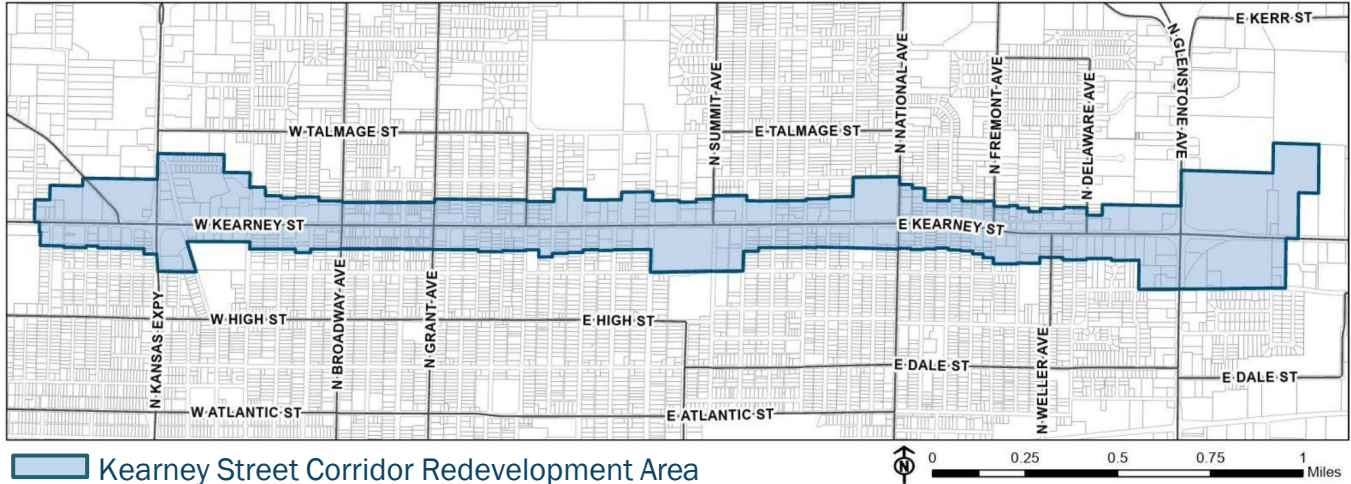 E KERR ST
N GLENSTONE AVE
N SUMMIT AVE
N NATIONAL AVE
N FREMONT AVE
N DELAWARE AVE
W TALMAGE ST
E TALMAGE ST
W KEARNEY ST
E KEARNEY ST
N KANSAS EXPY
N BROADWAY AVE
N GRANT AVE
W HIGH ST
E HIGH ST
N WELLER AVE
E DALE ST
E DALE ST
W ATLANTIC ST
E ATLANTIC ST
Kearney Street Corridor Redevelopment Area
N
0 0.25 0.5 0.75 1
Miles